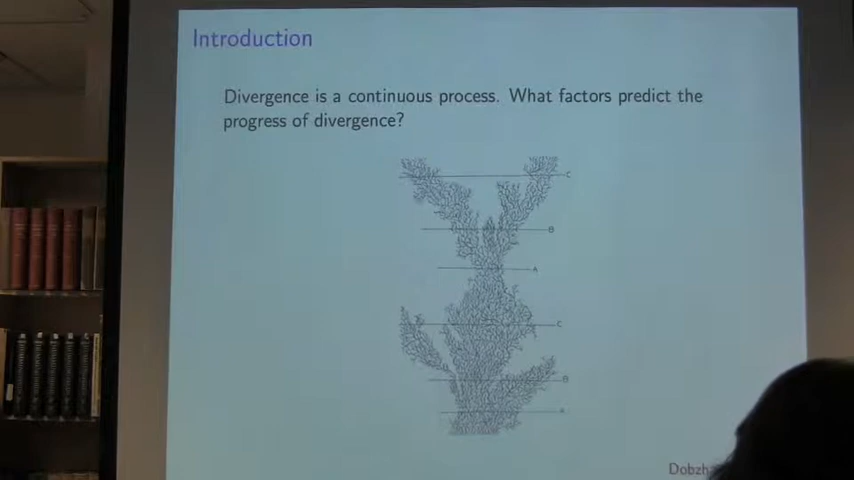 Introduction
Divergence is a continuous process. What factors predict the
progress of divergence?
C
B
A
C
B
A